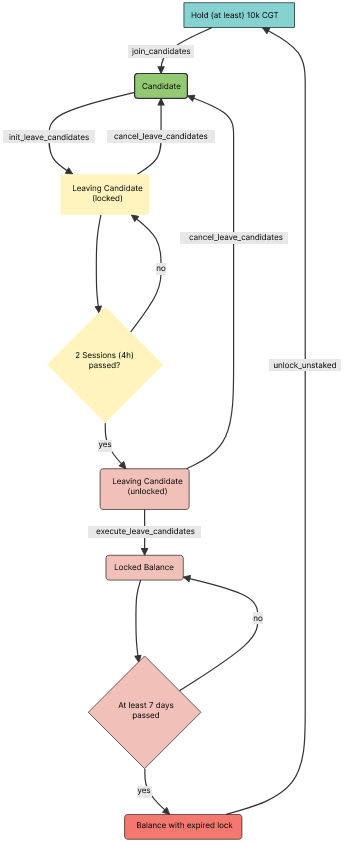 Hold (at least) 10k CGT
join_candidates
Candidate
init_leave_candidates
cancel_leave_candidates
Leaving Candidate
(locked)
cancel_leave_candidates
no
2 Sessions (4h)
passed?
unlock_unstaked
yes
Leaving Candidate
(unlocked)
execute_leave_candidates
Locked Balance
no
At least 7 days
passed
yes
Balance with expired lock